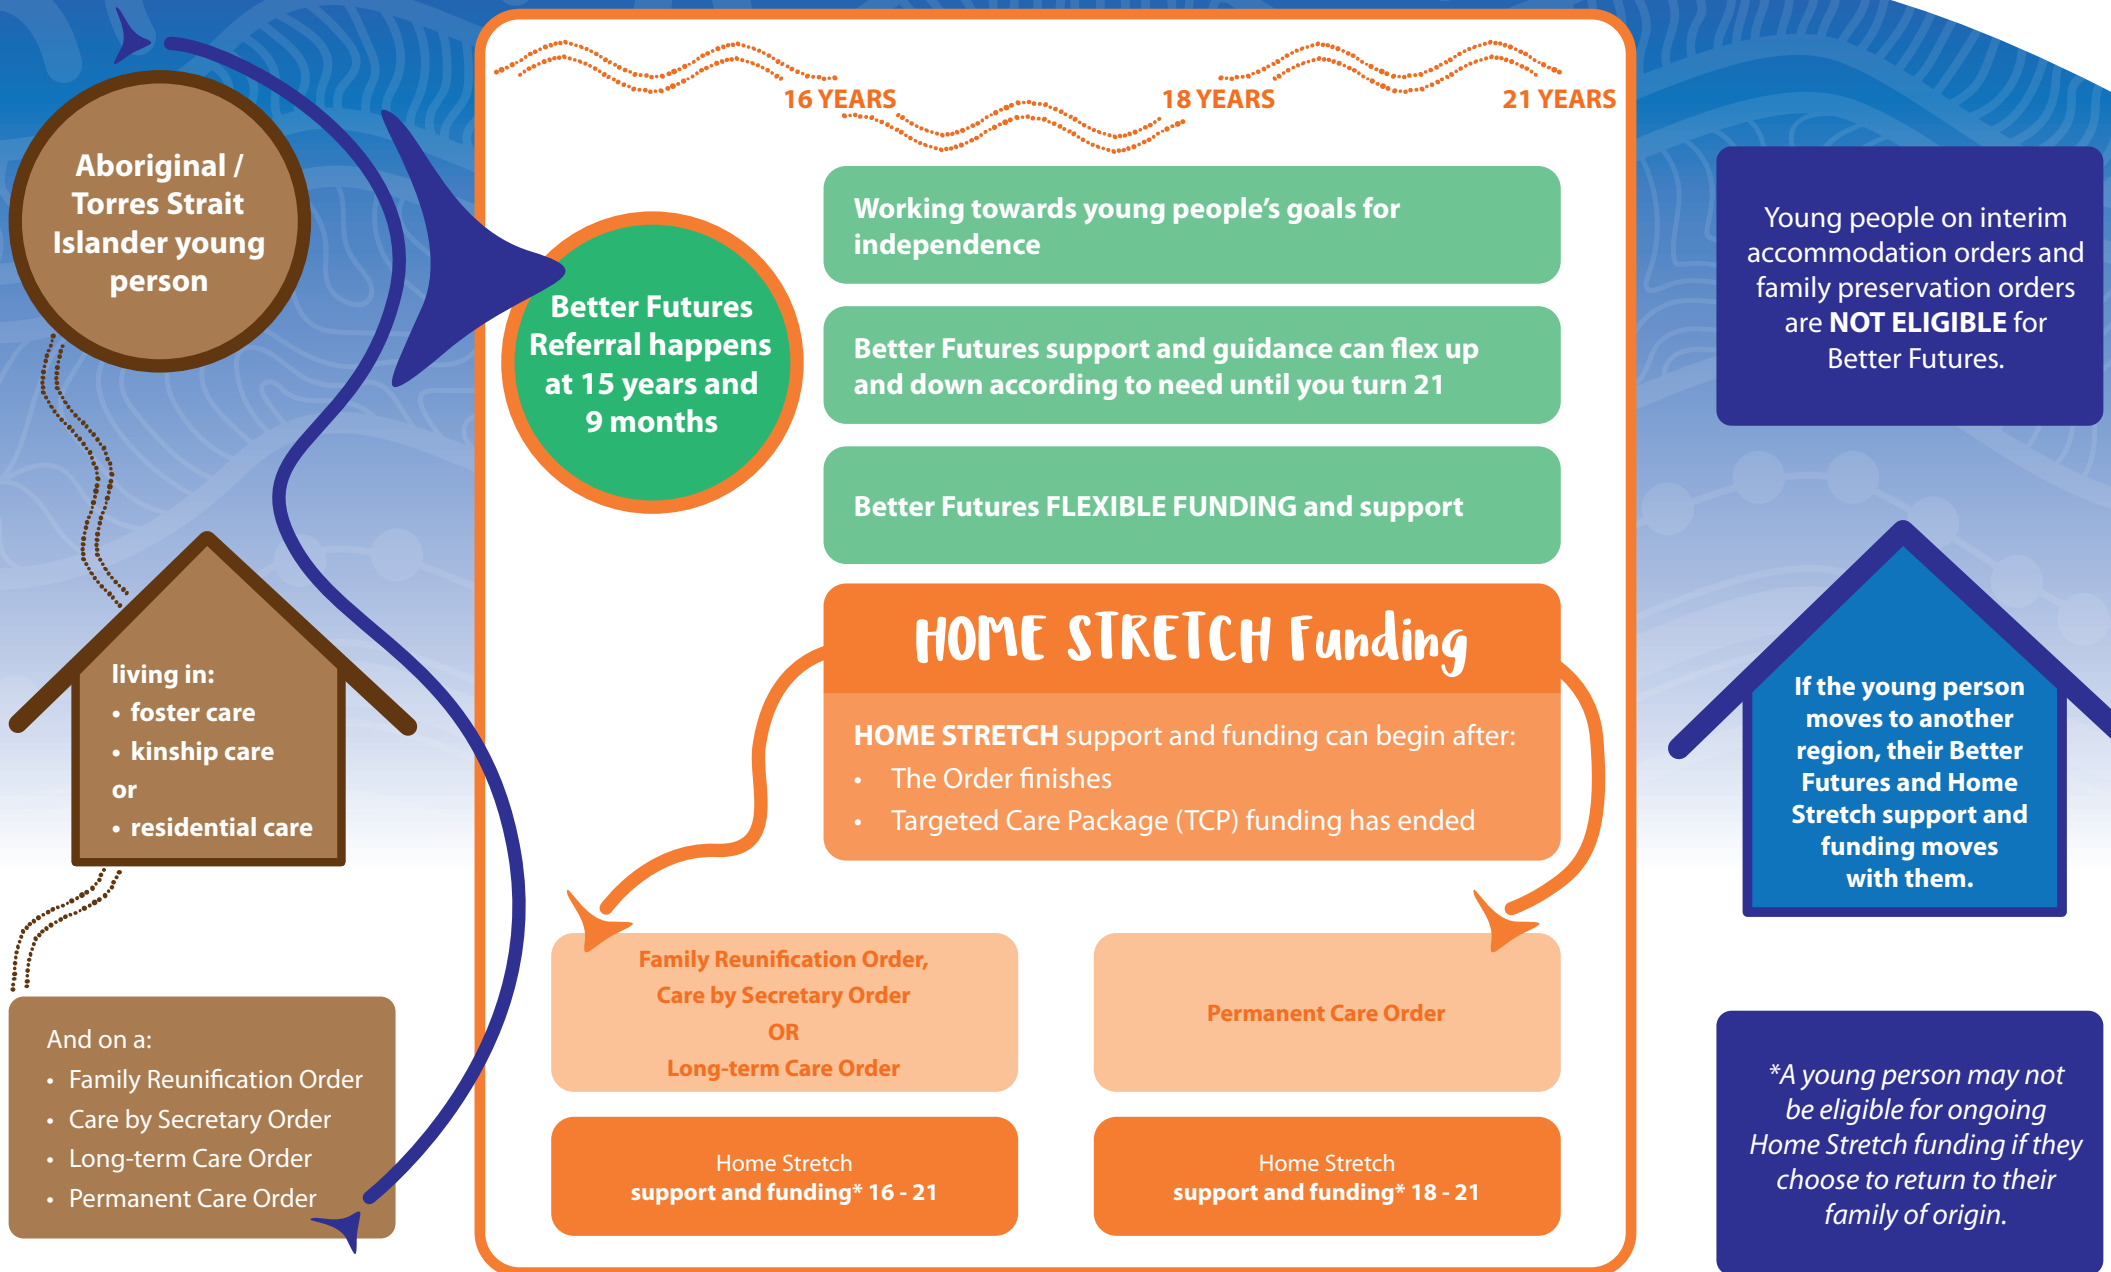 Aboriginal /
Torres Strait
Islander young
person
living in:
• foster care
• kinship care
or
• residential care
And on a:
• Family Reunification Order
• Care by Secretary Order
• Long-term Care Order
• Permanent Care Order
16 YEARS
18 YEARS
21 YEARS
Better Futures
Referral happens
at 15 years and
9 months
Working towards young people’s goals for
independence
Better Futures support and guidance can flex up
and down according to need until you turn 21
Better Futures FLEXIBLE FUNDING and support
HOME STRETCH Funding
HOME STRETCH support and funding can begin after:
• The Order finishes
• Targeted Care Package (TCP) funding has ended
Family Reunification Order,
Care by Secretary Order
OR
Long-term Care Order
Home Stretch
support and funding* 16 - 21
Permanent Care Order
Home Stretch
support and funding* 18 - 21
Young people on interim
accommodation orders and
family preservation orders
are NOT ELIGIBLE for
Better Futures.
If the young person
moves to another
region, their Better
Futures and Home
Stretch support and
funding moves
with them.
*A young person may not
be eligible for ongoing
Home Stretch funding if they
choose to return to their
family of origin.